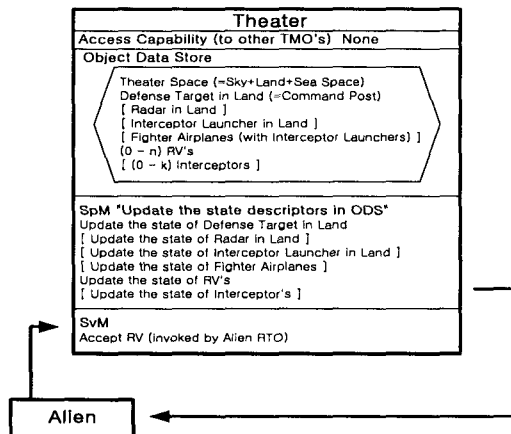 Theater
Access Capability (to other TMO's) None
Object Data Store
Theater Space (=Sky+Land+Sea Space)
Defense Target in Land (=Command Post)
[ Radar in Land ]
[ Interceptor Launcher in Land ]
[ Fighter Airplanes (with Interceptor Launchers) ]
(0 - n) RV's
[ (0 - k) Interceptors ]
SpM "Update the state descriptors in ODS"
Update the state of Defense Target in Land
[ Update the state of Radar in Land ]
[ Update the state of Interceptor Launcher in Land ]
[ Update the state of Fighter Airplanes ]
Update the state of RV's
[ Update the state of Interceptor's ]
SvM
Accept RV (invoked by Alien RTO)
Alien